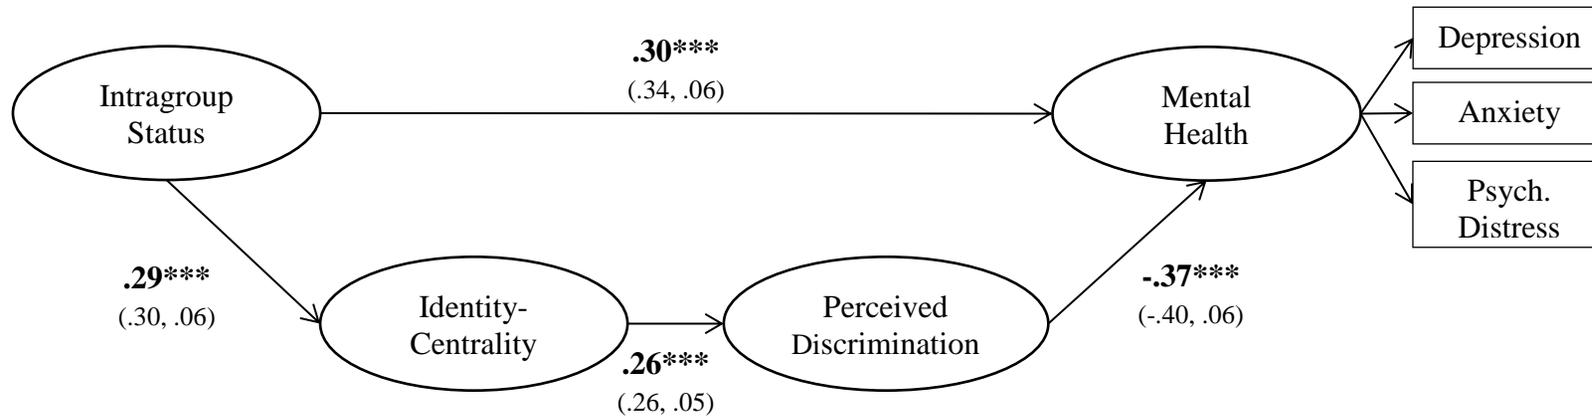 Intragroup
Status
.30***
(.34, .06)
Mental
Health
Depression
Anxiety
Psych.
Distress
.29***
(.30, .06)
Identity-
Centrality
.26***
(.26, .05)
Perceived
Discrimination
-.37***
(-.40, .06)